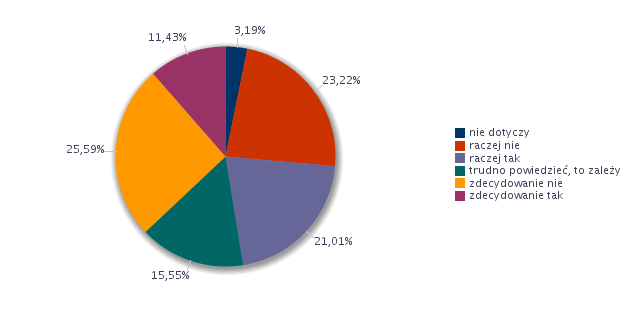 3,19%
11,43%
23,22%
25,59%
21,01%
15,55%
nie dotyczy
raczej nie
raczej tak
trudno powiedzieć, to zależy
zdecydowanie nie
zdecydowanie tak